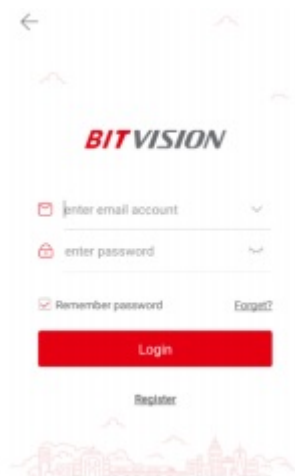 BITVISION
enter email account
enter password
Remember password
Forget?
Login
Register